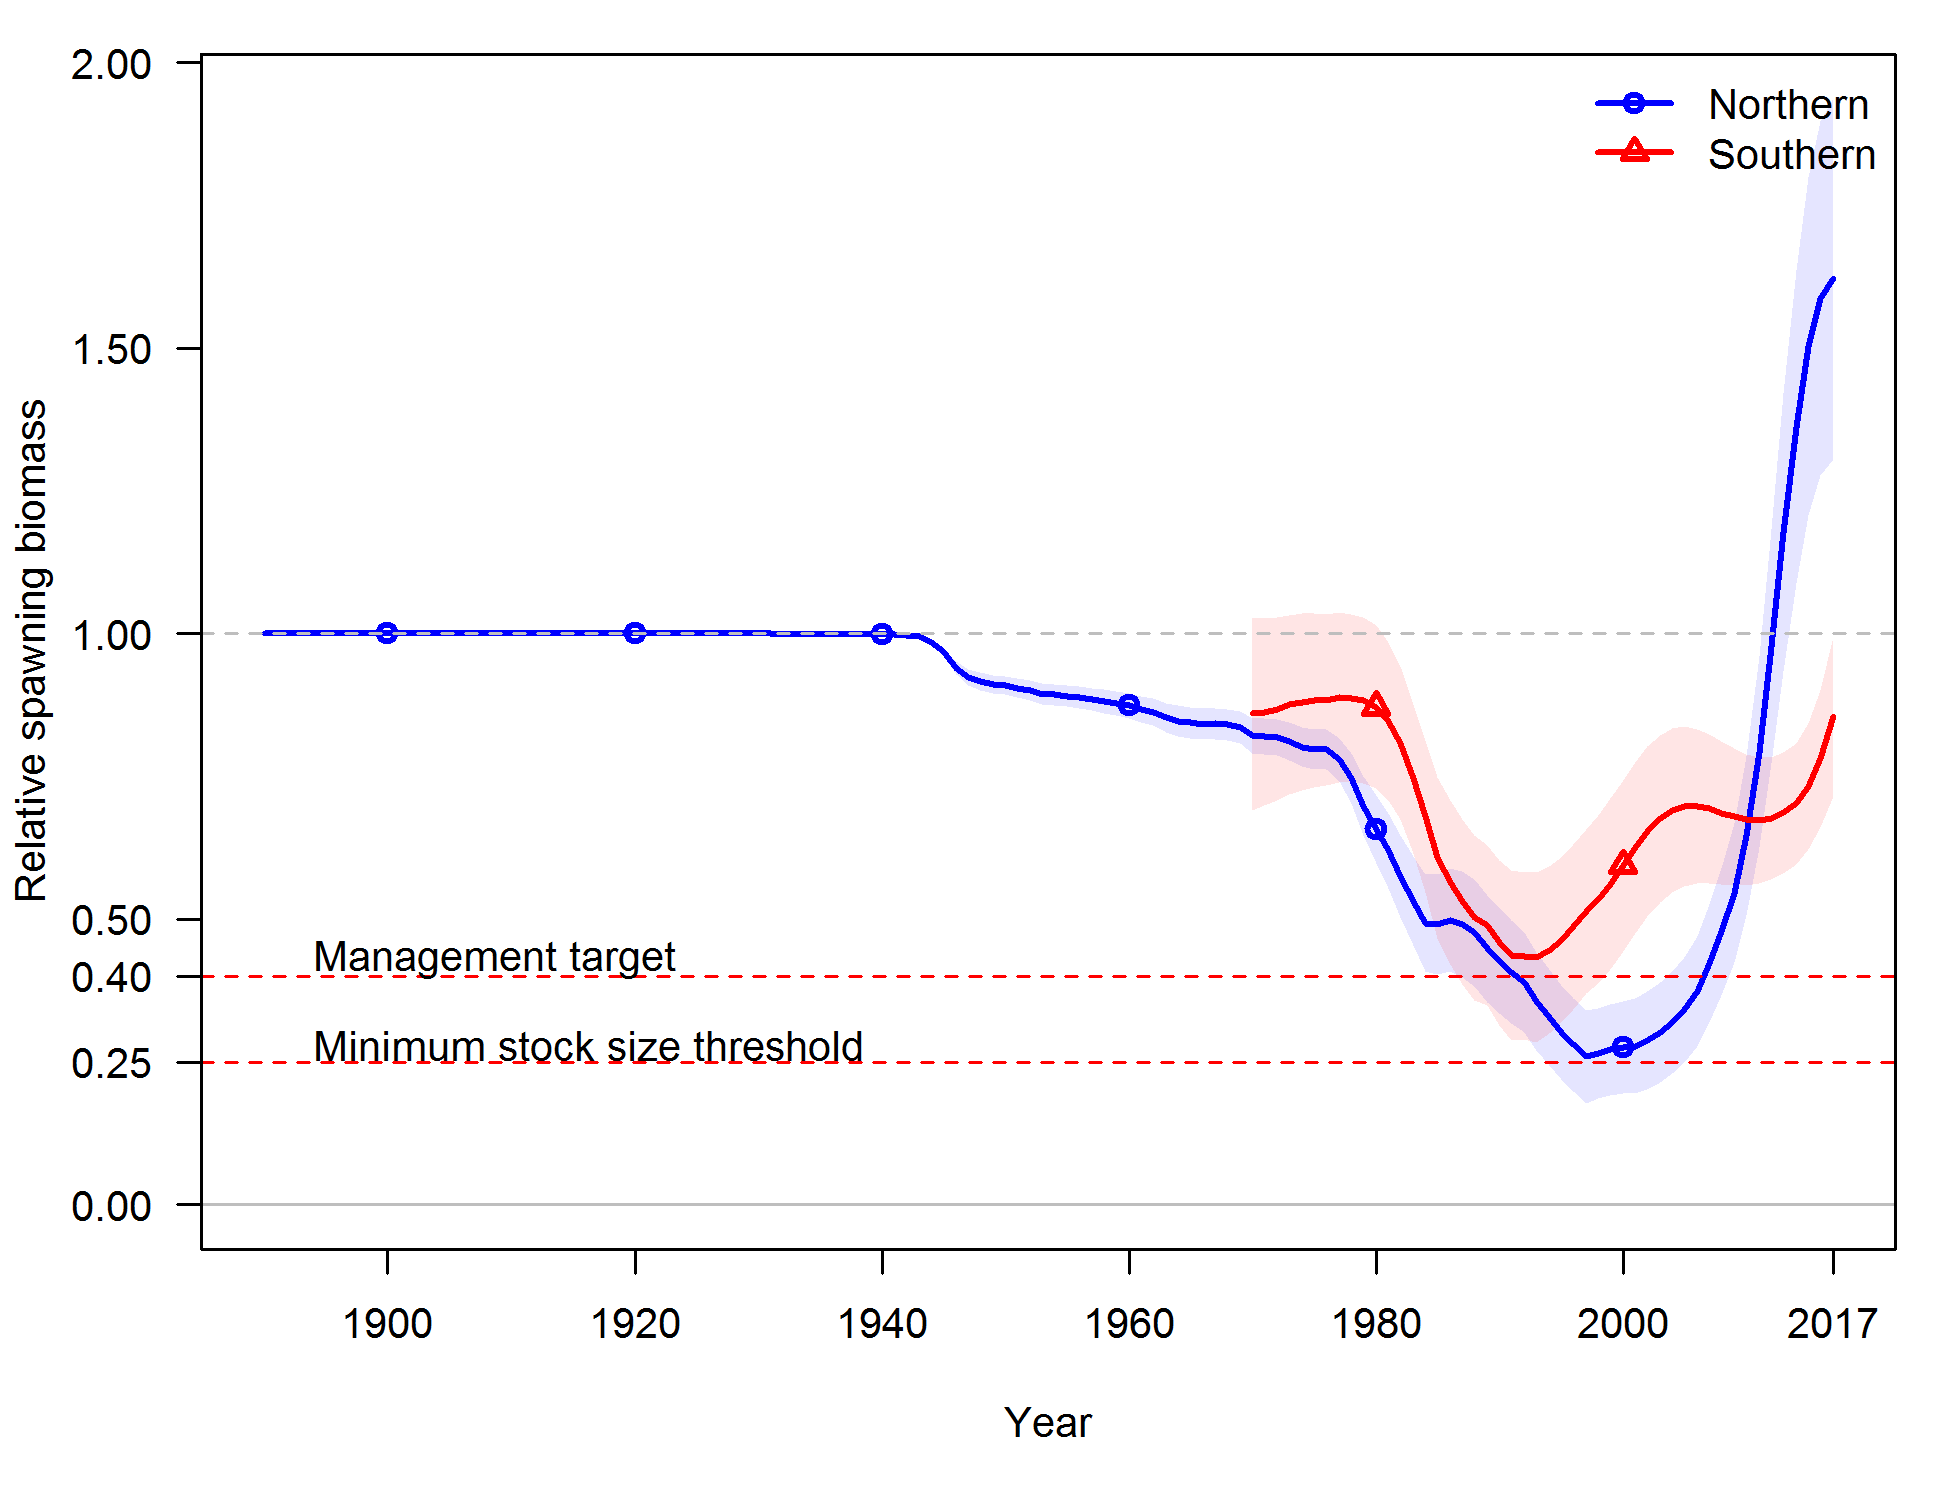 2.00
1.50
1.00
0.50
0.40
0.25
0.00
Relative spawning biomass
Northern
Southern
Management target
Minimum stock size threshold
1900 1920 1940 1960 1980 2000 2017
Year